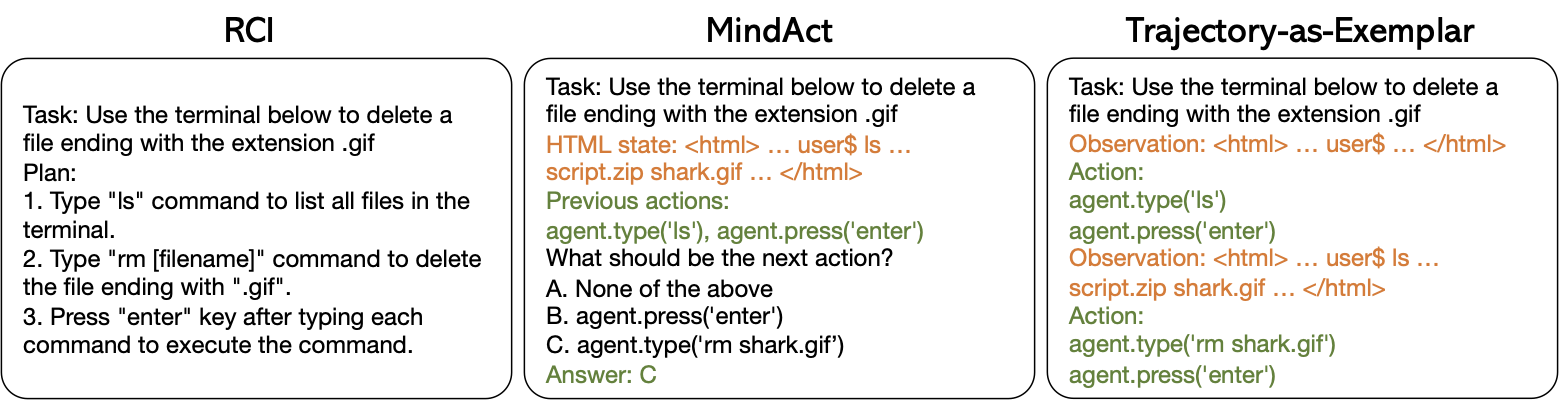 RCI
Task: Use the terminal below to delete a
file ending with the extension .gif
Plan:
1. Type "ls" command to list all files in the
terminal.
2. Type "rm [filename]" command to delete
the file ending with ".gif".
3. Press "enter" key after typing each
command to execute the command.
MindAct
Task: Use the terminal below to delete a
file ending with the extension .gif
HTML state: <html> … user$ ls …
script.zip shark.gif … </html>
Previous actions:
agent.type('ls'), agent.press('enter')
What should be the next action?
A. None of the above
B. agent.press('enter')
C. agent.type('rm shark.gif’)
Answer: C
Trajectory-as-Exemplar
Task: Use the terminal below to delete a
file ending with the extension .gif
Observation: <html> … user$ … </html>
Action:
agent.type('ls')
agent.press('enter')
Observation: <html> … user$ ls …
script.zip shark.gif … </html>
Action:
agent.type('rm shark.gif')
agent.press('enter')